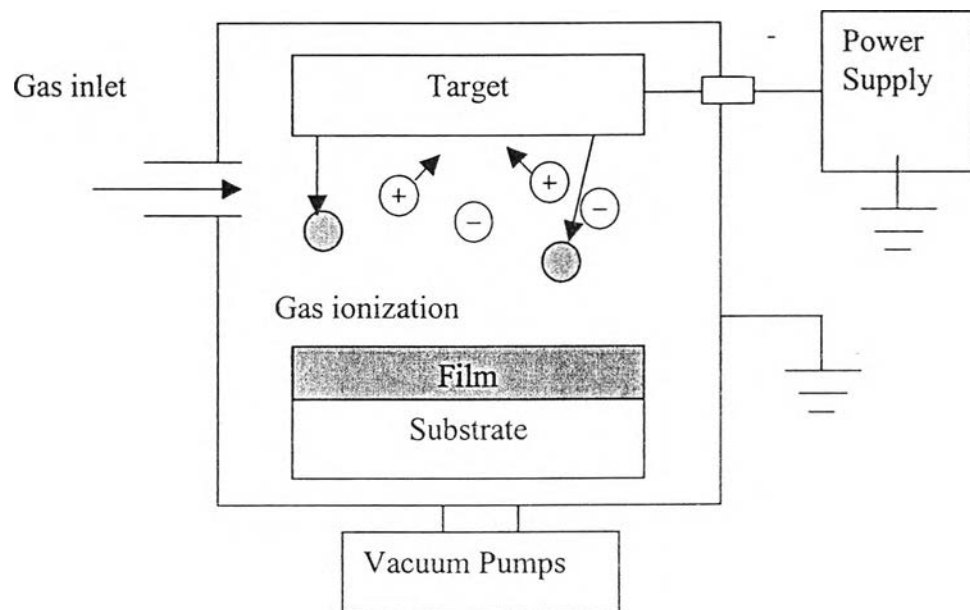 Power
Supply
Gas inlet
Target
-
+
+
−
−
Gas ionization
Film
Substrate
Vacuum Pumps